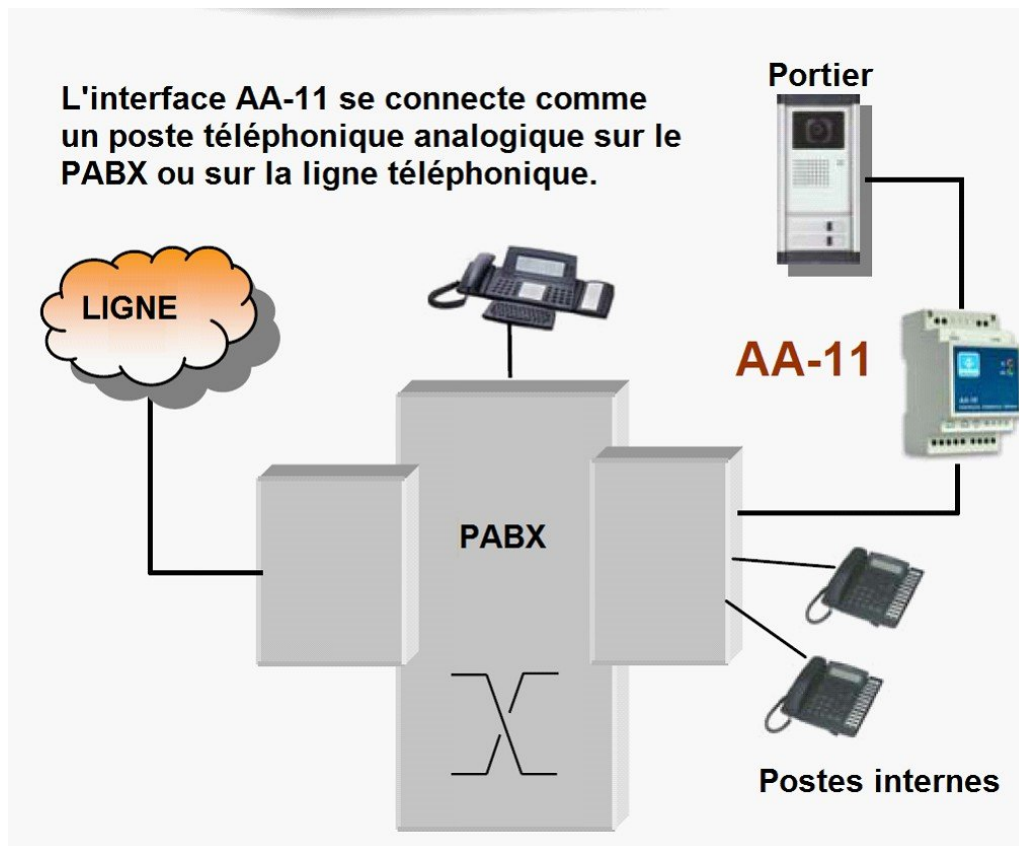 L'interface AA-11 se connecte comme
un poste téléphonique analogique sur le
PABX ou sur la ligne téléphonique.
Portier
LIGNE
AA-11
PABX
Postes internes